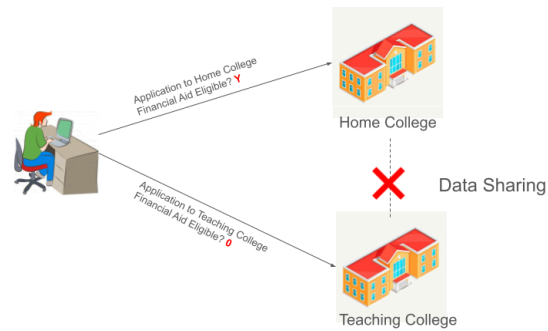 Application to Home College
Financial Aid Eligible? Y
Home College
Data Sharing
Application to Teaching College
Financial Aid Eligible? 0
Teaching College